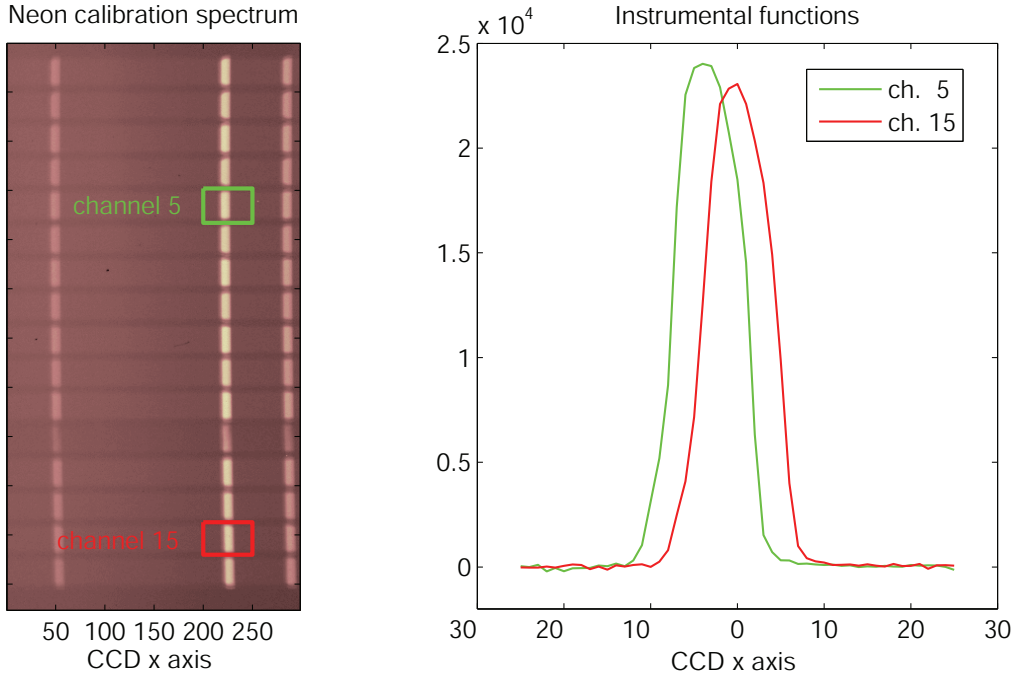 Neon calibration spectrum
channel 5
channel 15
50 100 150 200 250
CCD x axis
Instrumental functions
x 10⁴
2.5
2
1.5
1
0.5
0
ch. 5
ch. 15
30 20 10 0 10 20 30
CCD x axis